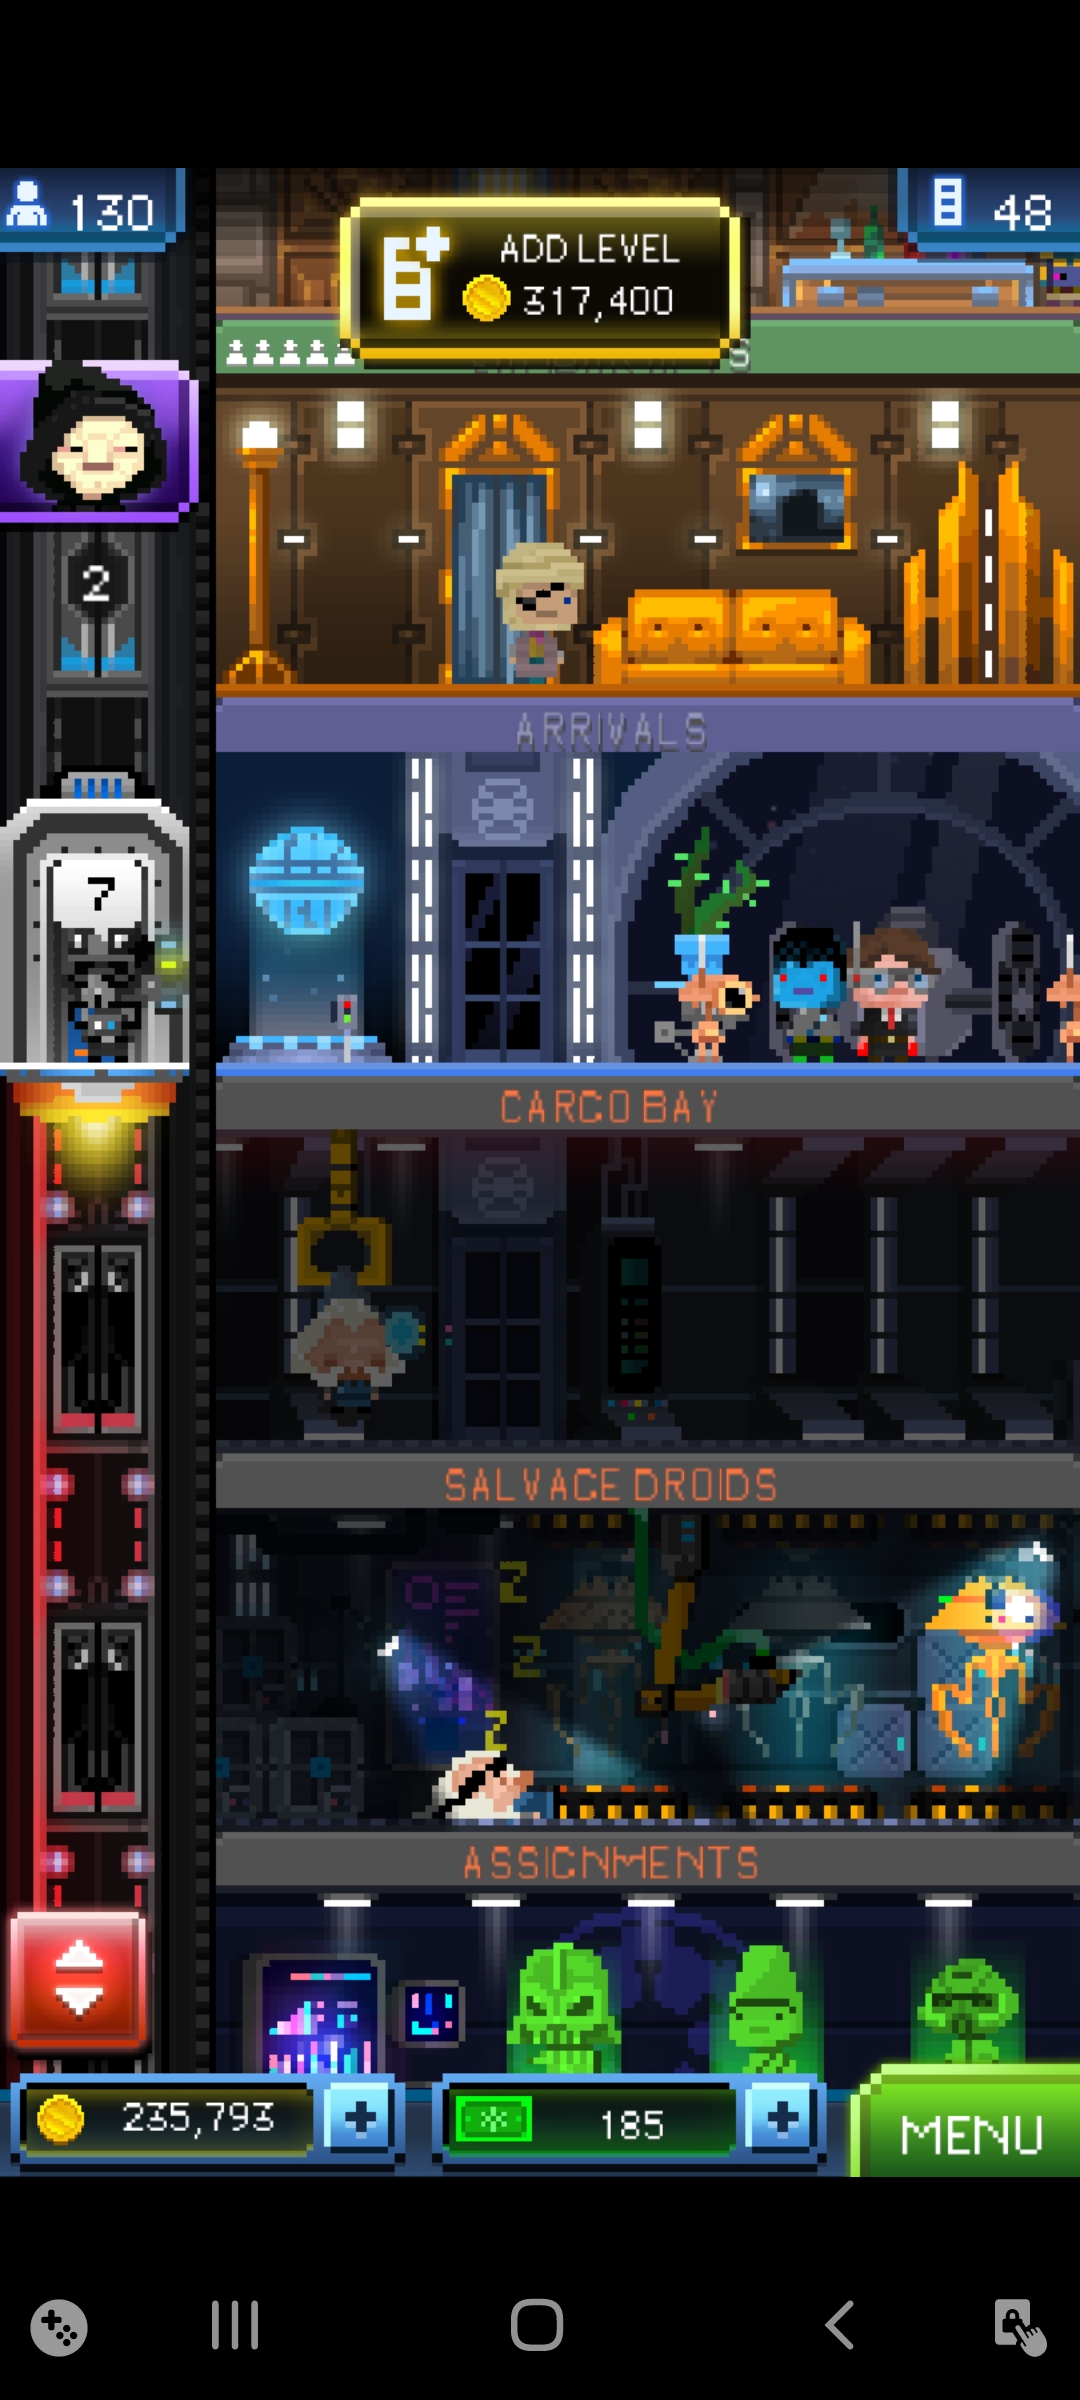 130
48
ADD LEVEL
317,400
S
2
ARRIVALS
7
CARGO BAY
SALVAGE DROIDS
Z
Z
Z
ASSIGNMENTS
235,793
185
MENU